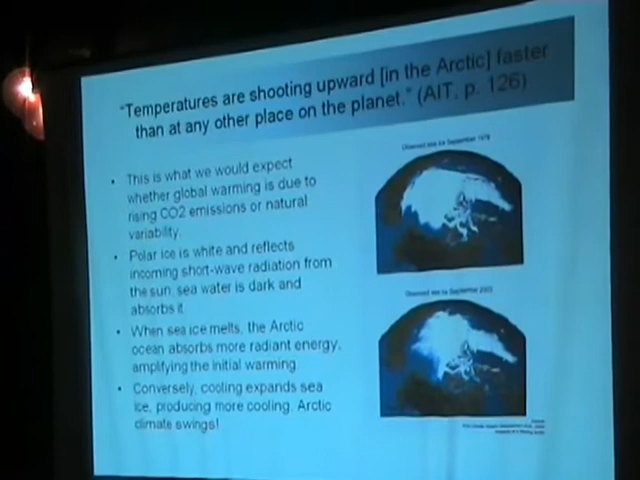 "Temperatures are shooting upward [in the Arctic] faster
than at any other place on the planet." (AIT, p. 126)
• This is what we would expect
whether global warming is due to
rising CO2 emissions or natural
variability.
• Polar ice is white and reflects
incoming short-wave radiation from
the sun, sea water is dark and
absorbs it
• When sea ice melts, the Arctic
ocean absorbs more radiant energy,
amplifying the initial warming
• Conversely, cooling expands sea
ice, producing more cooling. Arctic
climate swings!
Observed sea ice September 1979
Observed sea ice September 2003